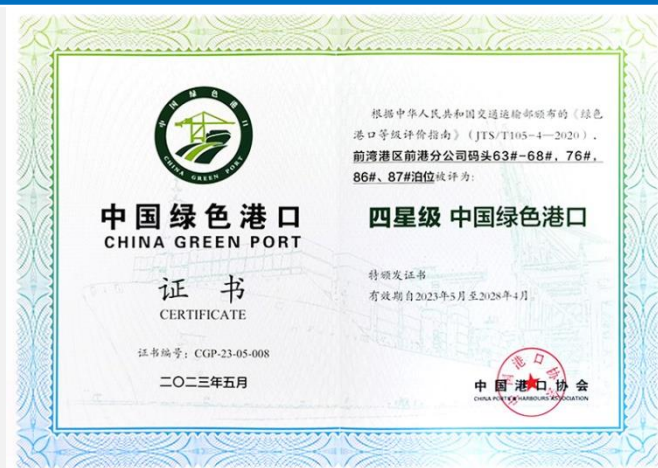 中国绿色港口
CHINA GREEN PORT
中国绿色港口
CHINA GREEN PORT
证 书
CERTIFICATE
证书编号：CGP-23-05-008
二〇二三年五月
根据中华人民共和国交通运输部颁布的《绿色
港口等级评价指南》（JTS/T105-4—2020），
前湾港区前港分公司码头63#-68#，76#，
86#、87#泊位被评为：
四星级 中国绿色港口
特颁发证书
有效期自2023年5月至2028年4月。
中国港口协会
CHINA PORTS & HARBOURS ASSOCIATION
中国港口协会